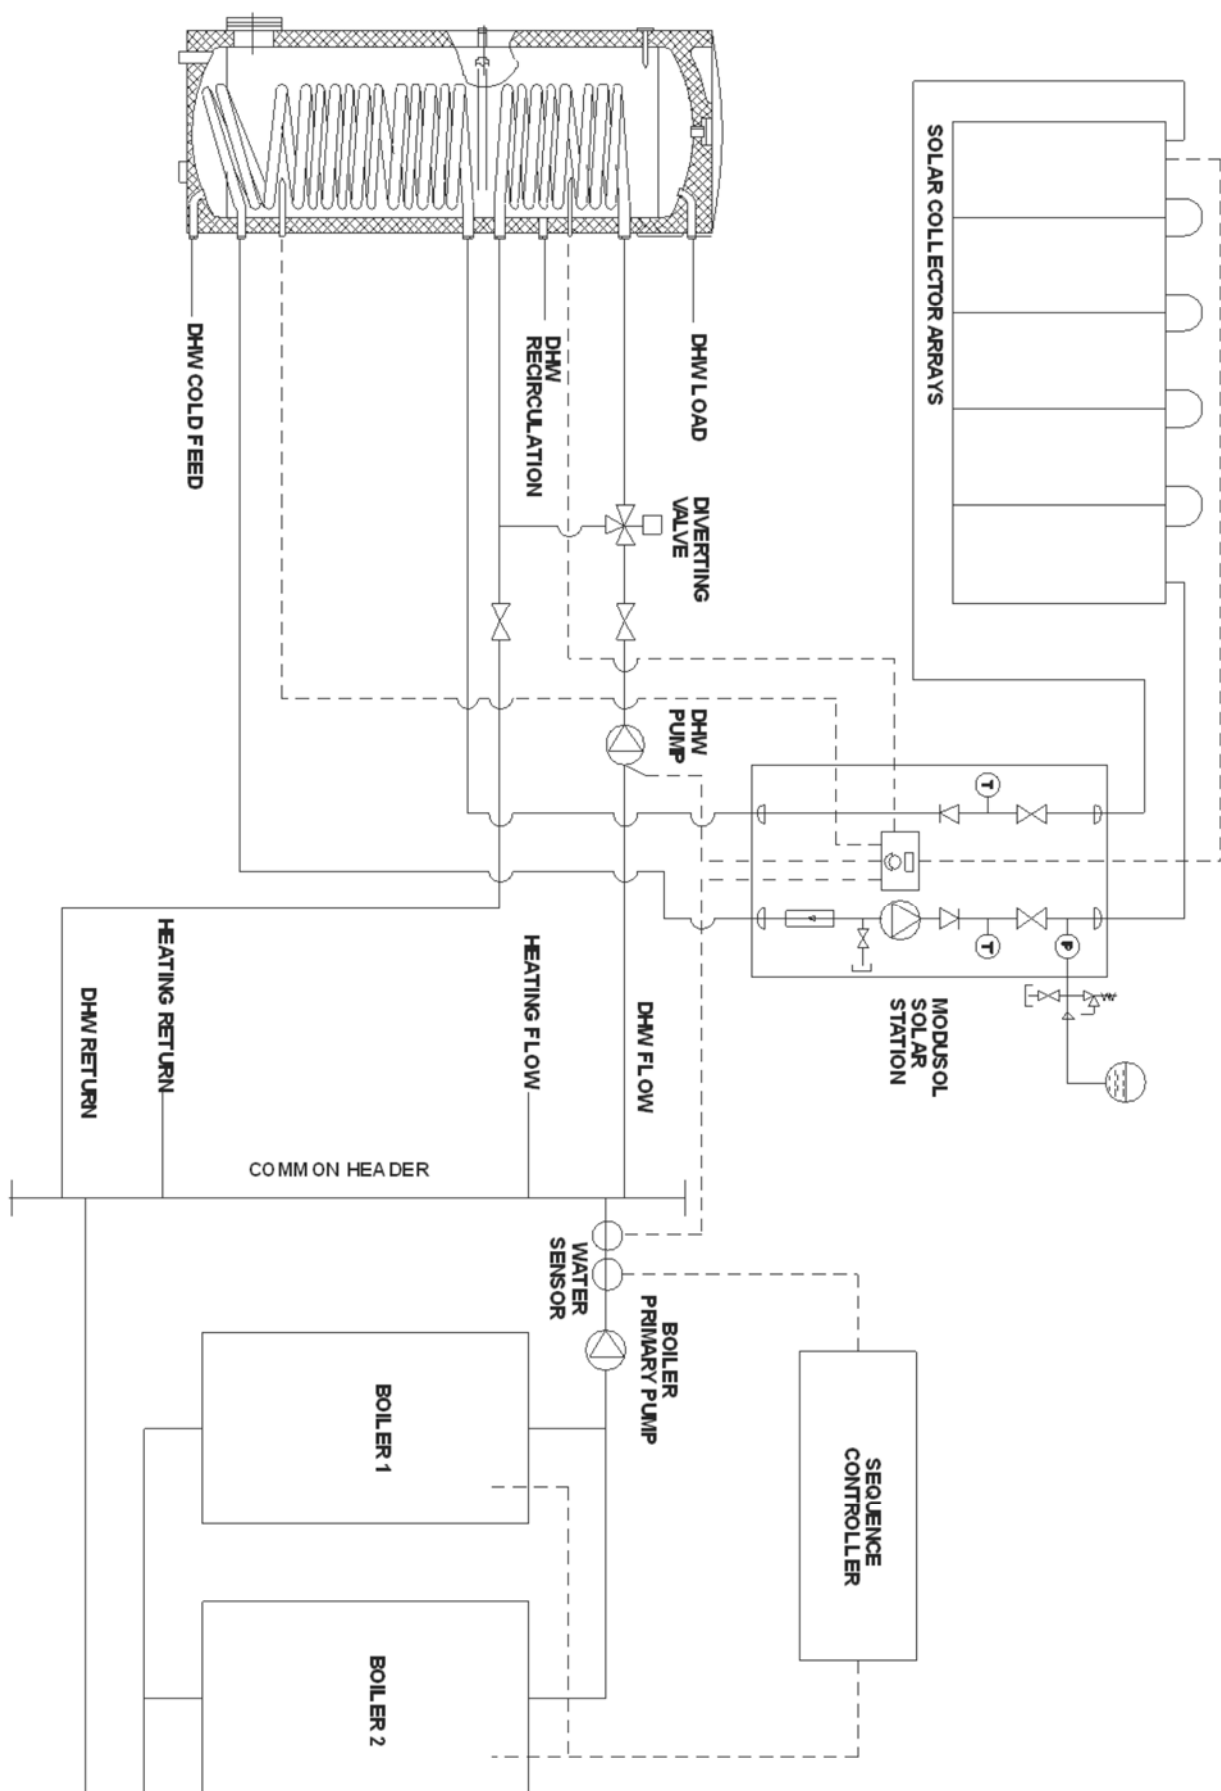 SOLAR COLLECTOR ARRAYS
DHW LOAD
DHW
RECIRCULATION
DHW COLD FEED
DIVERTING
VALVE
DHW
PUMP
T
T
P
MODUSOL
SOLAR
STATION
DHW FLOW
HEATING FLOW
HEATING RETURN
DHW RETURN
COMMON HEADER
WATER
SENSOR
BOILER
PRIMARY PUMP
BOILER 1
BOILER 2
SEQUENCE
CONTROLLER